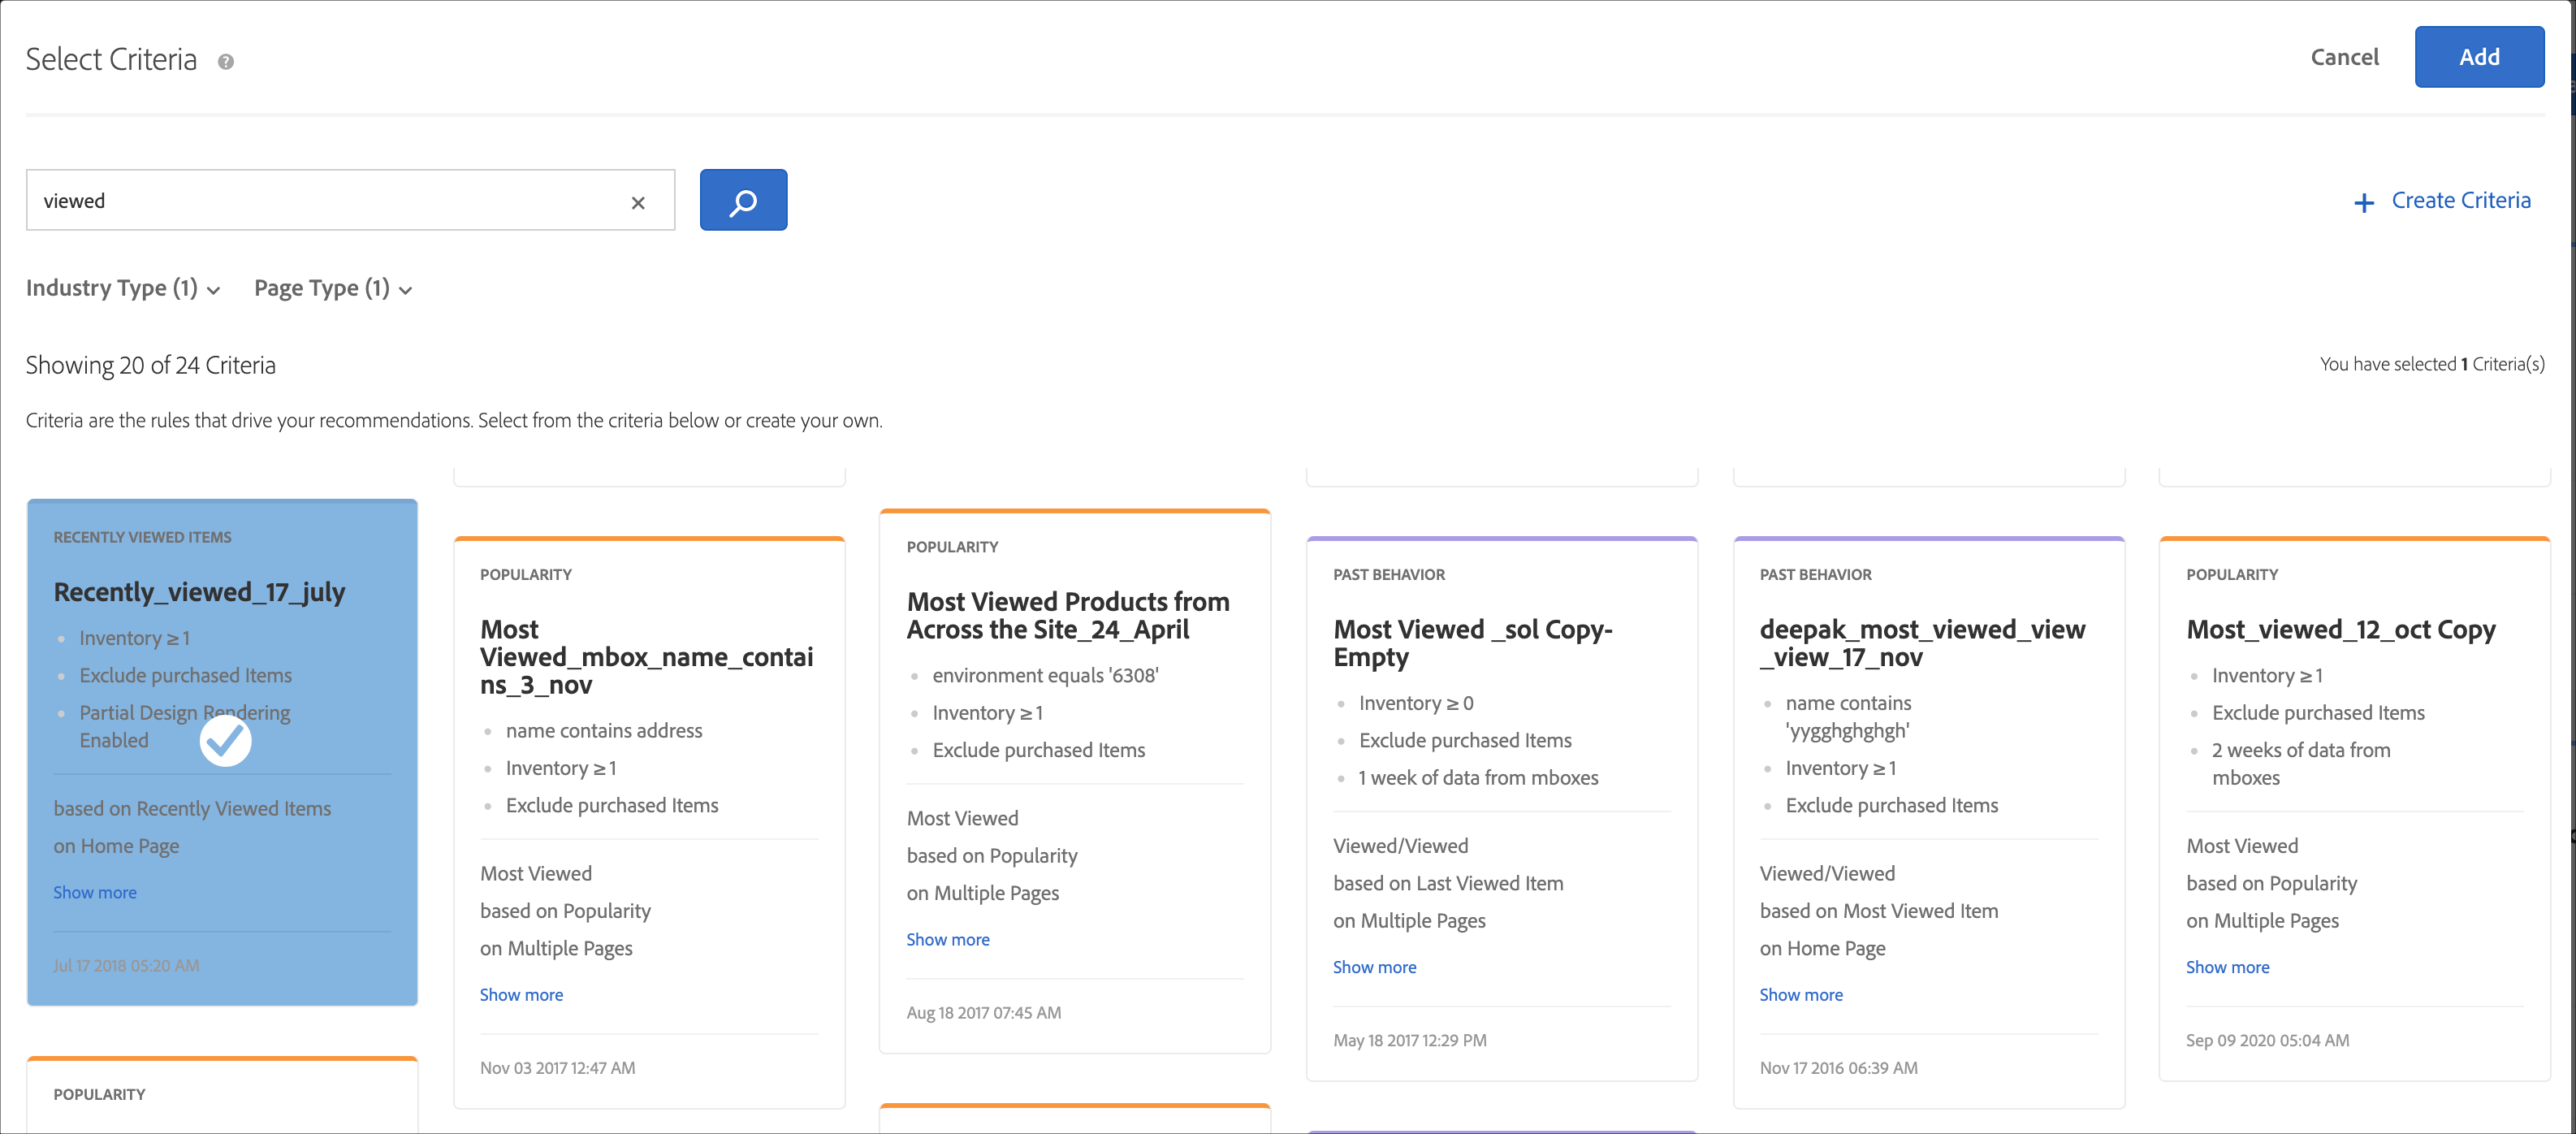 Select Criteria ?
Cancel
Add
viewed
Create Criteria
Industry Type (1)
Page Type (1)
Showing 20 of 24 Criteria
You have selected 1 Criteria(s)
Criteria are the rules that drive your recommendations. Select from the criteria below or create your own.
RECENTLY VIEWED ITEMS
Recently_viewed_17_july
Inventory ≥ 1
Exclude purchased Items
Partial Design Rendering
Enabled
based on Recently Viewed Items
on Home Page
Show more
Jul 17 2018 05:20 AM
POPULARITY
POPULARITY
Most
Viewed_mbox_name_contai
ns_3_nov
name contains address
Inventory ≥ 1
Exclude purchased Items
Most Viewed
based on Popularity
on Multiple Pages
Show more
Nov 03 2017 12:47 AM
POPULARITY
Most Viewed Products from
Across the Site_24_April
environment equals '6308'
Inventory ≥ 1
Exclude purchased Items
Most Viewed
based on Popularity
on Multiple Pages
Show more
Aug 18 2017 07:45 AM
PAST BEHAVIOR
Most Viewed _sol Copy-
Empty
Inventory ≥ 0
Exclude purchased Items
1 week of data from mboxes
Viewed/Viewed
based on Last Viewed Item
on Multiple Pages
Show more
May 18 2017 12:29 PM
PAST BEHAVIOR
deepak_most_viewed_view
_view_17_nov
name contains
'yygghghghgh'
Inventory ≥ 1
Exclude purchased Items
Viewed/Viewed
based on Most Viewed Item
on Home Page
Show more
Nov 17 2016 06:39 AM
POPULARITY
Most_viewed_12_oct Copy
Inventory ≥ 1
Exclude purchased Items
2 weeks of data from
mboxes
Most Viewed
based on Popularity
on Multiple Pages
Show more
Sep 09 2020 05:04 AM